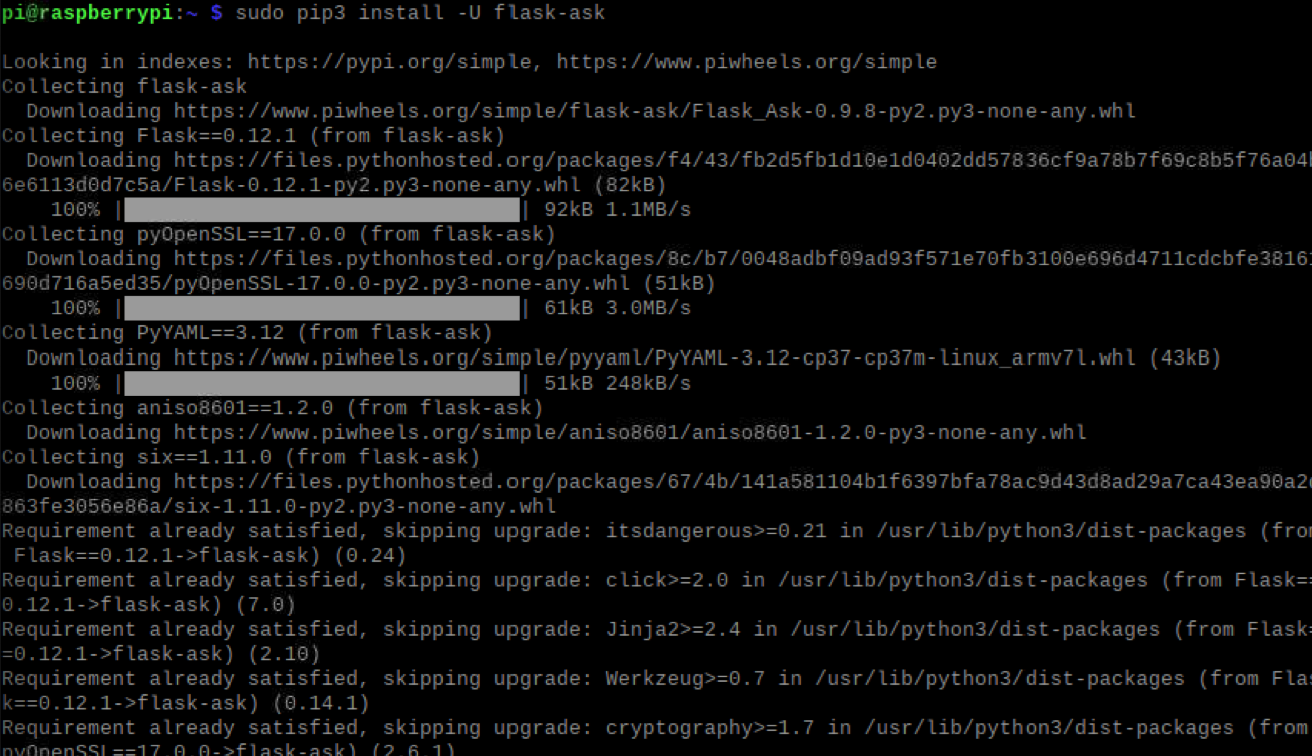 pi@raspberrypi:~ $ sudo pip3 install -U flask-ask
Looking in indexes: https://pypi.org/simple, https://www.piwheels.org/simple
Collecting flask-ask
Downloading https://www.piwheels.org/simple/flask-ask/Flask_Ask-0.9.8-py2.py3-none-any.whl
Collecting Flask==0.12.1 (from flask-ask)
Downloading https://files.pythonhosted.org/packages/f4/43/fb2d5fb1d10e1d0402dd57836cf9a78b7f69c8b5f76a04
6e6113d0d7c5a/Flask-0.12.1-py2.py3-none-any.whl (82kB)
100% | | 92kB 1.1MB/s
Collecting pyOpenSSL==17.0.0 (from flask-ask)
Downloading https://files.pythonhosted.org/packages/8c/b7/0048adbf09ad93f571e70fb3100e696d4711cdcbfe3816
690d716a5ed35/pyOpenSSL-17.0.0-py2.py3-none-any.whl (51kB)
100% | | 61kB 3.0MB/s
Collecting PyYAML==3.12 (from flask-ask)
Downloading https://www.piwheels.org/simple/pyyaml/PyYAML-3.12-cp37-cp37m-linux_armv7l.whl (43kB)
100% | | 51kB 248kB/s
Collecting aniso8601==1.2.0 (from flask-ask)
Downloading https://www.piwheels.org/simple/aniso8601/aniso8601-1.2.0-py3-none-any.whl
Collecting six==1.11.0 (from flask-ask)
Downloading https://files.pythonhosted.org/packages/67/4b/141a581104b1f6397bfa78ac9d43d8ad29a7ca43ea90a2
863fe3056e86a/six-1.11.0-py2.py3-none-any.whl
Requirement already satisfied, skipping upgrade: itsdangerous>=0.21 in /usr/lib/python3/dist-packages (from
Flask==0.12.1->flask-ask) (0.24)
Requirement already satisfied, skipping upgrade: click>=2.0 in /usr/lib/python3/dist-packages (from Flask==
0.12.1->flask-ask) (7.0)
Requirement already satisfied, skipping upgrade: Jinja2>=2.4 in /usr/lib/python3/dist-packages (from Flask=
=0.12.1->flask-ask) (2.10)
Requirement already satisfied, skipping upgrade: Werkzeug>=0.7 in /usr/lib/python3/dist-packages (from Flas
k==0.12.1->flask-ask) (0.14.1)
Requirement already satisfied, skipping upgrade: cryptography>=1.7 in /usr/lib/python3/dist-packages (from
pyOpenSSL==17.0.0->flask-ask) (2.6.1)